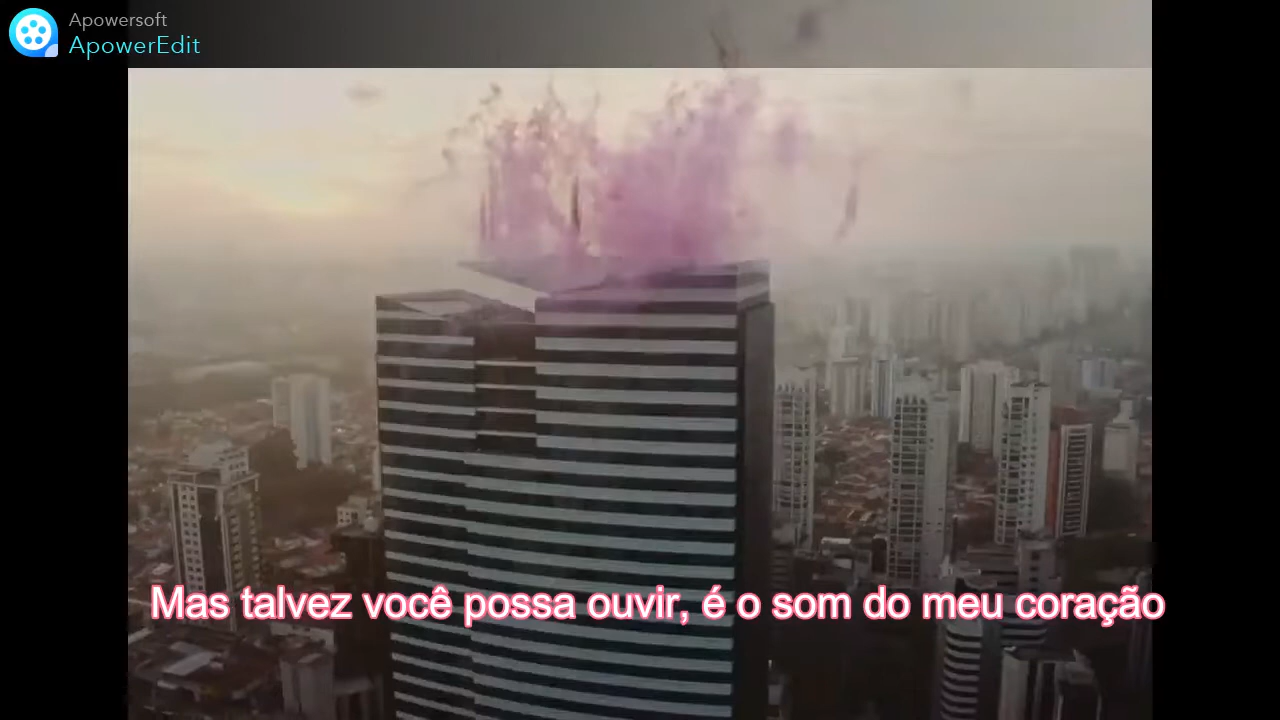 Apowersoft
ApowerEdit
Mas talvez você possa ouvir, é o som do meu coração